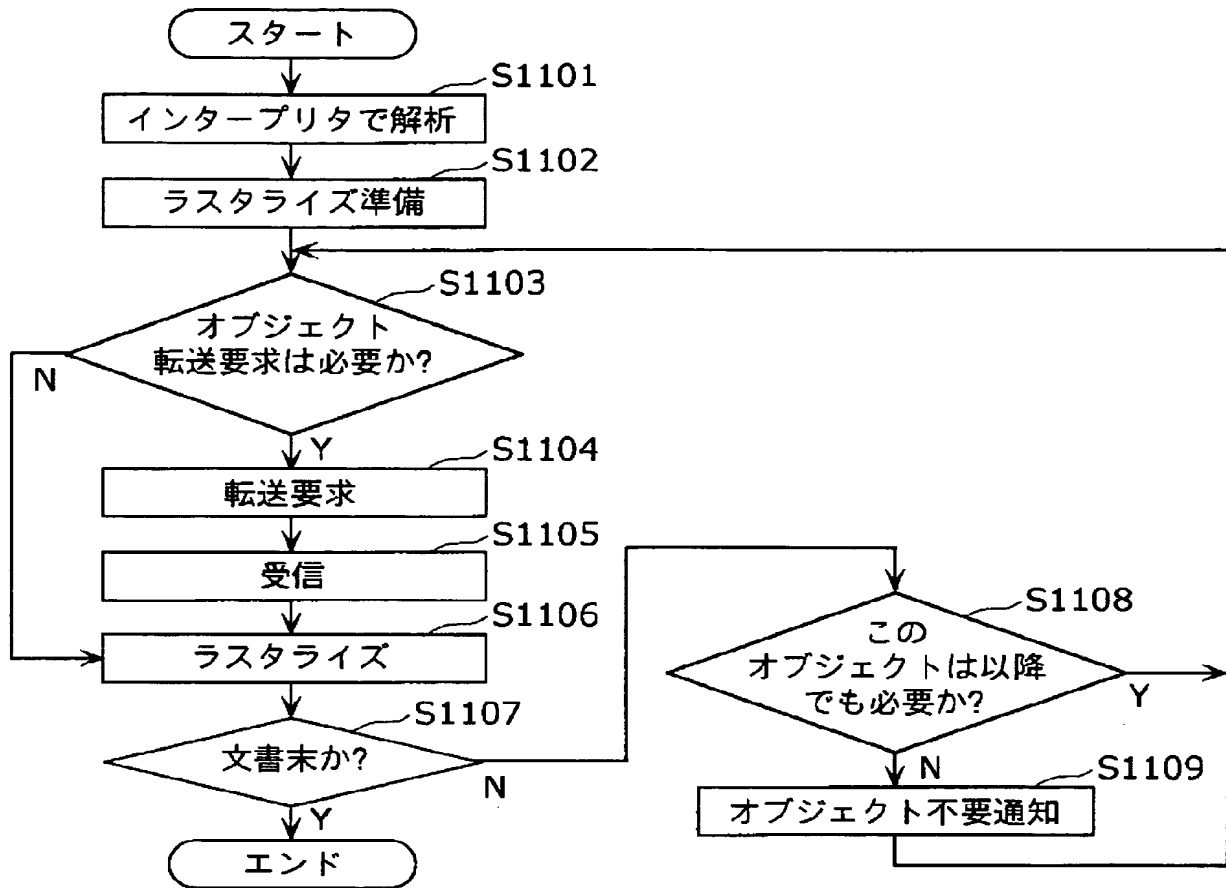 スタート
S1101
インタープリタで解析
S1102
ラスタライズ準備
S1103
オブジェクト
転送要求は必要か?
N
Y
S1104
転送要求
S1105
受信
S1106
ラスタライズ
S1107
文書末か?
N
Y
エンド
S1108
この
オブジェクトは以降
でも必要か?
Y
N
S1109
オブジェクト不要通知